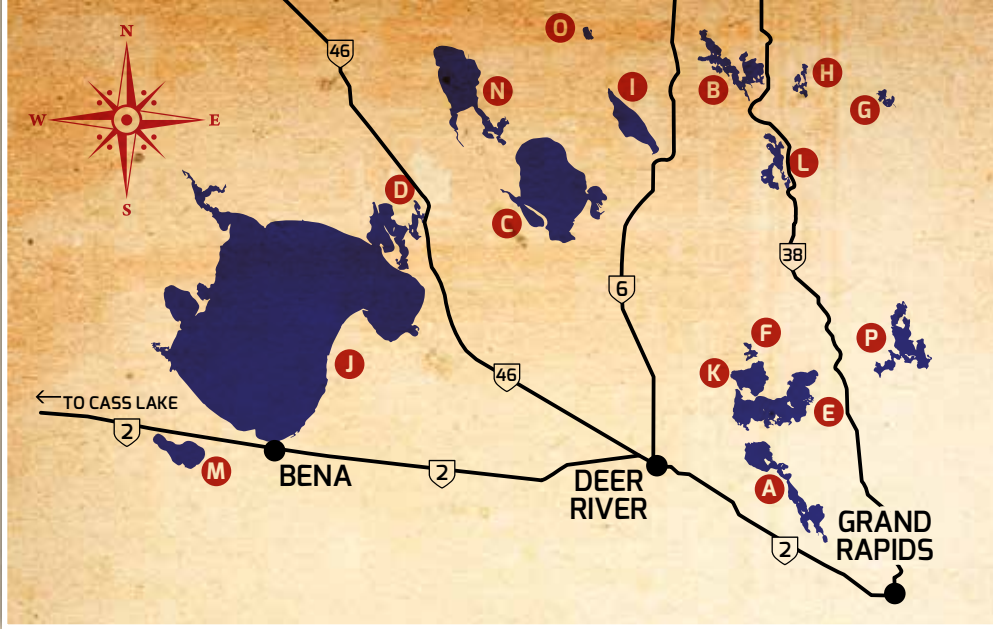 N
W
E
S
46
O
N
I
B
H
G
L
D
C
38
6
F
P
K
J
E
46
←TO CASS LAKE
2
M
BENA
2
DEER
RIVER
A
GRAND
RAPIDS
2